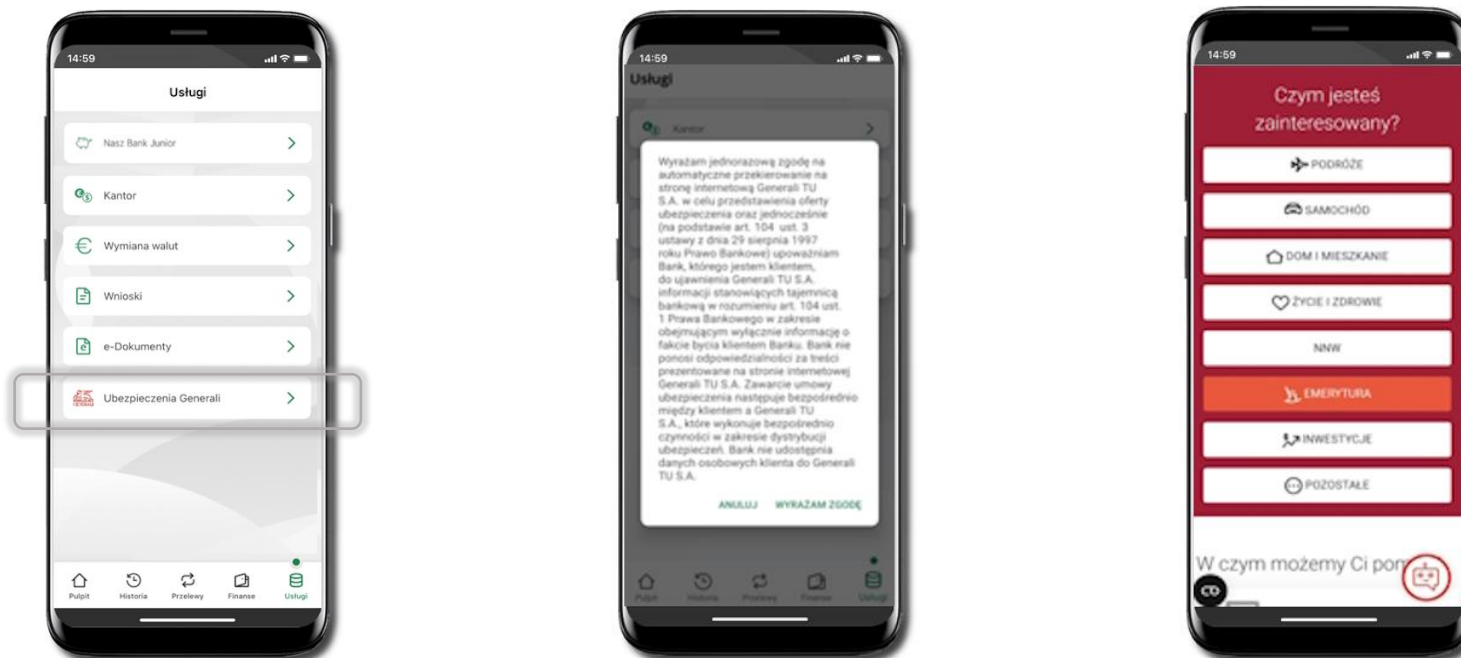 14:59
Usługi
Nasz Bank Junior
Kantor
Wymiana walut
Wnioski
e-Dokumenty
Ubezpieczenia Generali
Pulpit
Historia
Przelewy
Finanse
Usługi
14:59
Usługi
Kantor
Wyrażam jednorazową zgodę na
automatyczne przekierowanie na
stronę internetową Generali TU
S.A. w celu przedstawienia oferty
ubezpieczenia oraz jednocześnie
(na podstawie art. 104 ust. 3
ustawy z dnia 29 sierpnia 1997
roku Prawo Bankowe) upoważniam
Bank, którego jestem klientem,
do ujawnienia Generali TU S.A.
informacji stanowiących tajemnicą
bankową w rozumieniu art. 104 ust.
1 Prawa Bankowego w zakresie
obejmującym wyłącznie informację o
fakcie bycia klientem Banku. Bank nie
ponosi odpowiedzialności za treści
prezentowane na stronie internetowej
Generali TU S.A. Zawarcie umowy
ubezpieczenia następuje bezpośrednio
między klientem a Generali TU
S.A., które wykonuje bezpośrednio
czynności w zakresie dystrybucji
ubezpieczeń. Bank nie udostępnia
danych osobowych klienta do Generali
TU S.A.
ANULUJ
WYRAŻAM ZGODĘ
Pulpit
Historia
Przelewy
Finanse
Usługi
14:59
Czym jesteś
zainteresowany?
PODRÓŻE
SAMOCHÓD
DOM I MIESZKANIE
ŻYCIE I ZDROWIE
NNW
EMERYTURA
INWESTYCJE
POZOSTAŁE
W czym możemy Ci pom